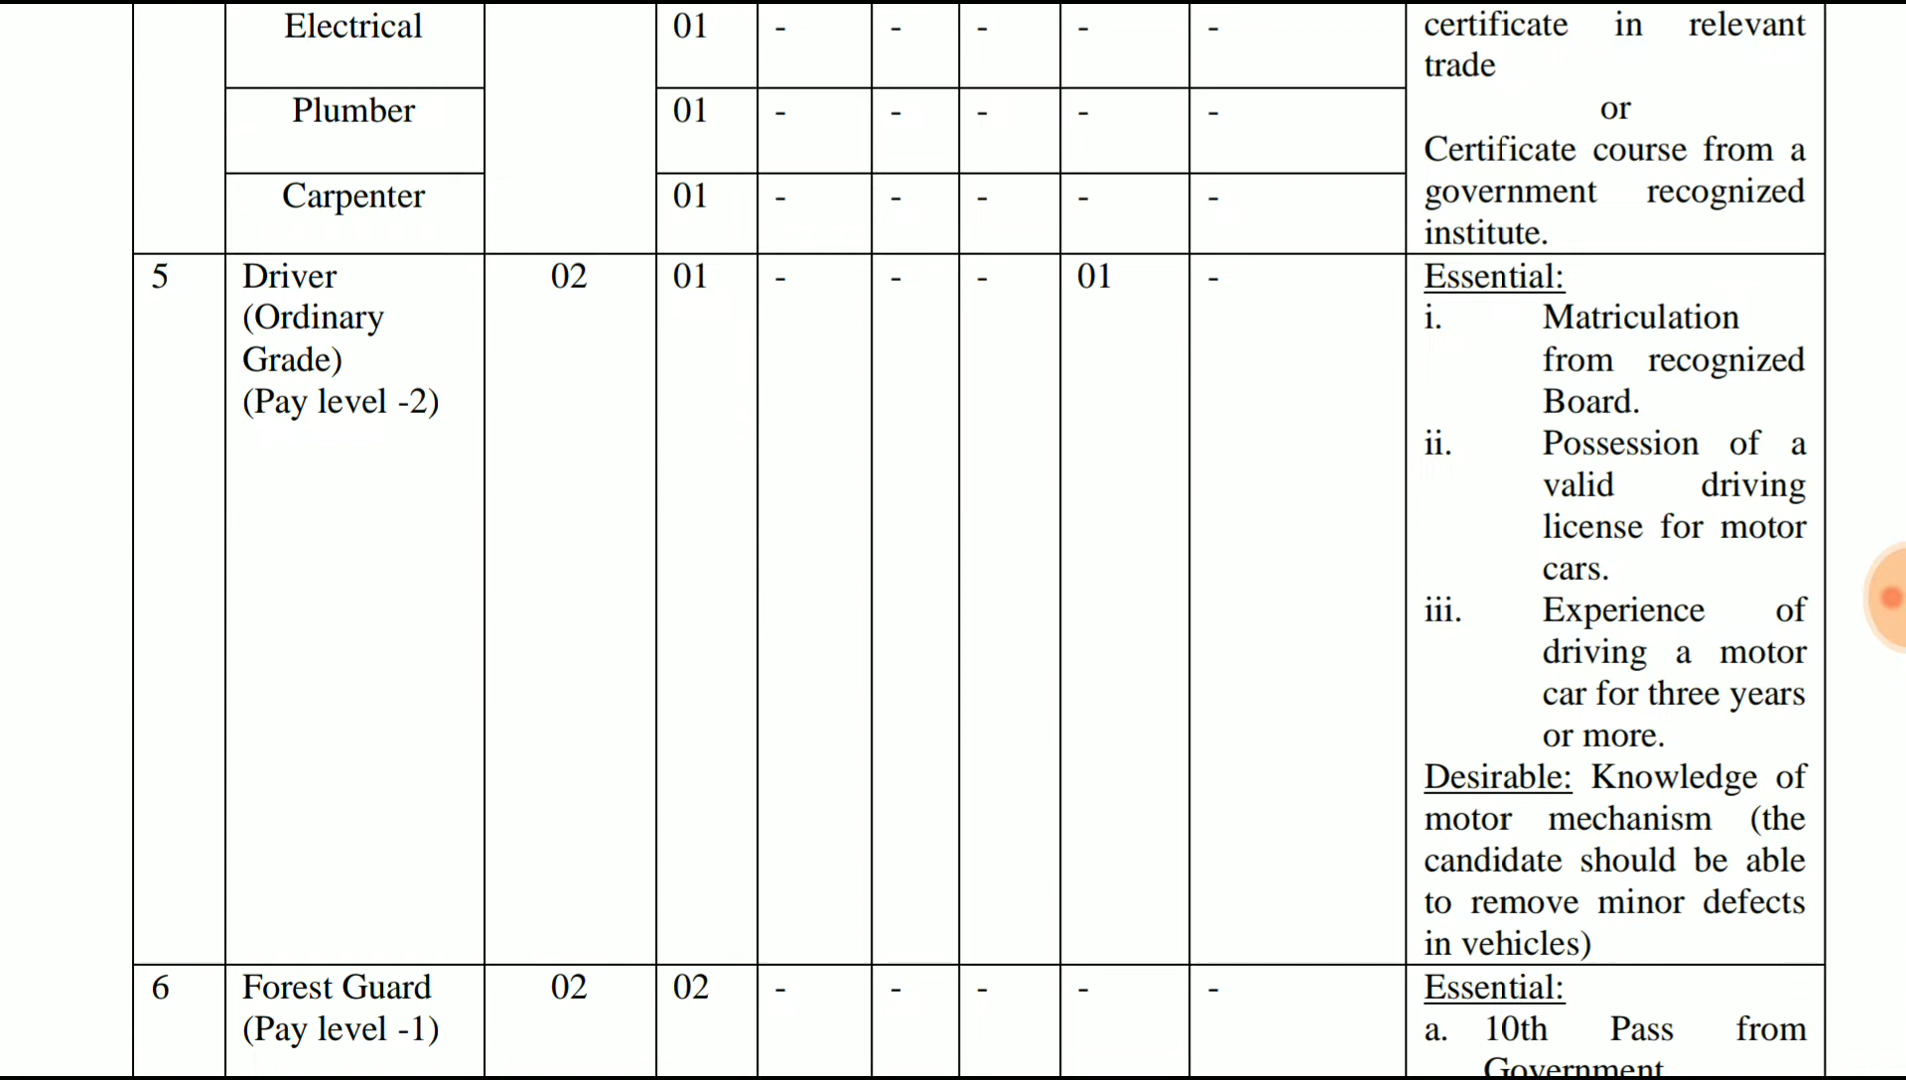 Electrical 01 - - - - - certificate in relevant
trade
or
Plumber 01 - - - - -
Certificate course from a
government recognized
Carpenter 01 - - - - -
institute.
5 Driver 02 01 - - - 01 - Essential:
(Ordinary i. Matriculation
Grade) from recognized
(Pay level -2) Board.
ii. Possession of a
valid driving
license for motor
cars.
iii. Experience of
driving a motor
car for three years
or more.
Desirable: Knowledge of
motor mechanism (the
candidate should be able
to remove minor defects
in vehicles)
6 Forest Guard 02 02 - - - - - Essential:
(Pay level -1) a. 10th Pass from
Government